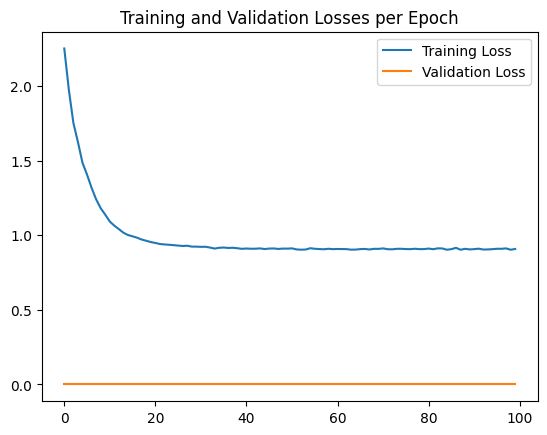 Training and Validation Losses per Epoch
Training Loss
Validation Loss
2.0
1.5
1.0
0.5
0.0
0 20 40 60 80 100